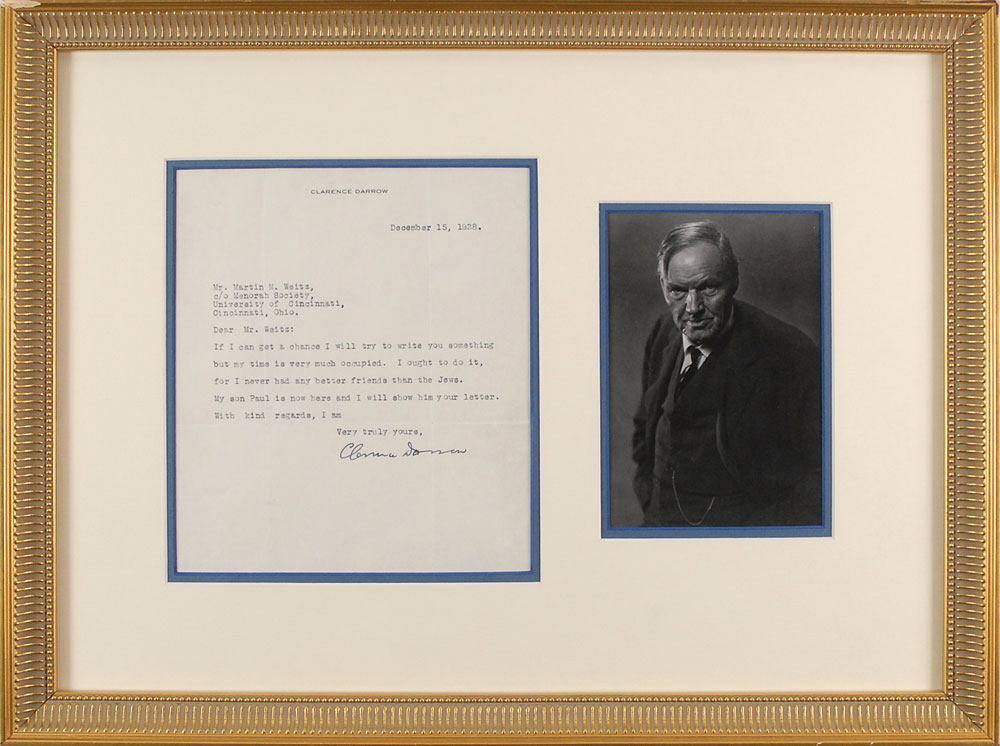 CLARENCE DARROW
December 15, 1928.
Mr. Martin M. Weitz,
c/o Menorah Society,
University of Cincinnati,
Cincinnati, Ohio.
Dear Mr. Weitz:
If I can get a chance I will try to write you something
but my time is very much occupied. I ought to do it,
for I never had any better friends than the Jews.
My son Paul is now here and I will show him your letter.
With kind regards, I am
Very truly yours,
Clarence Darrow